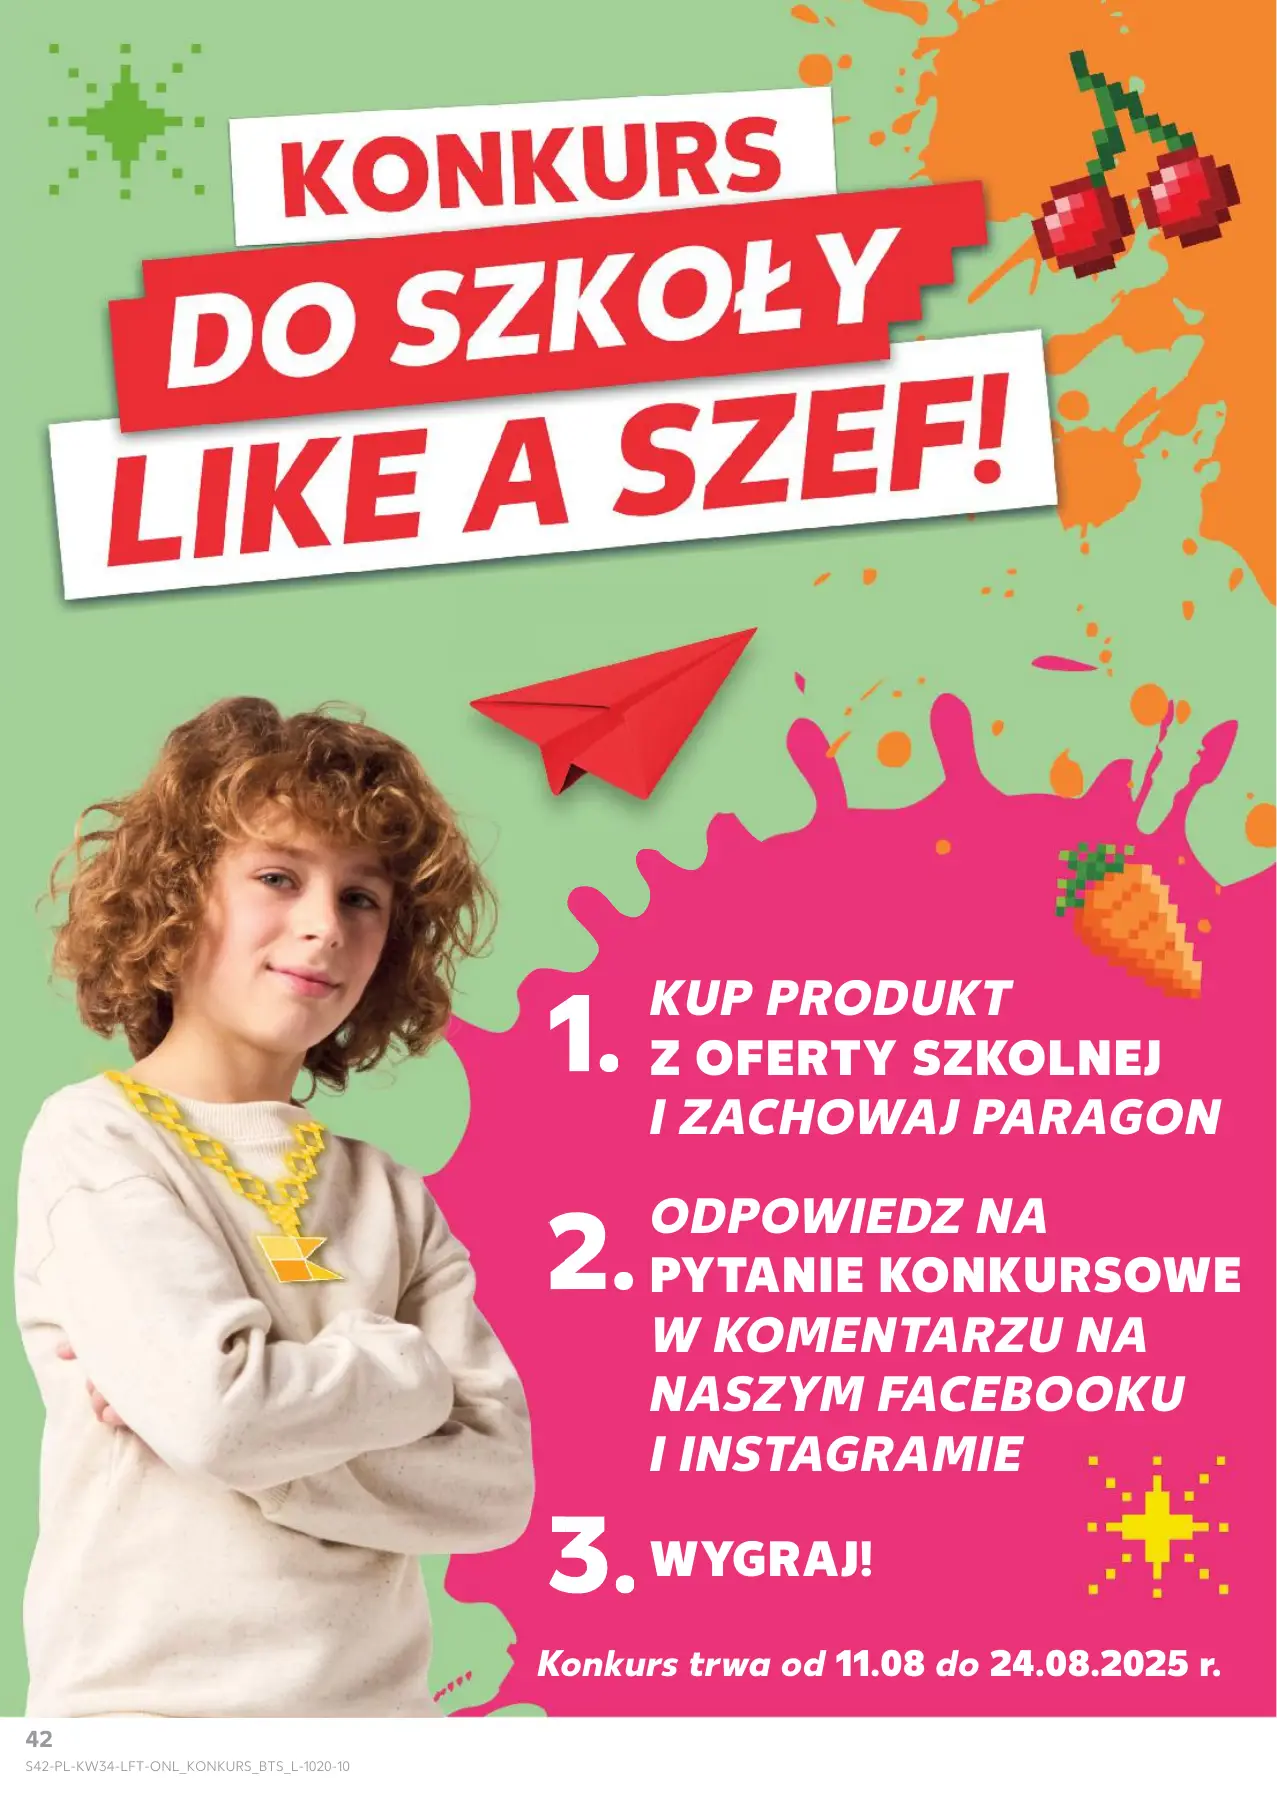 KONKURS
DO SZKOŁY
LIKE A SZEF!
1. KUP PRODUKT
Z OFERTY SZKOLNEJ
I ZACHOWAJ PARAGON
2. ODPOWIEDZ NA
PYTANIE KONKURSOWE
W KOMENTARZU NA
NASZYM FACEBOOKU
I INSTAGRAMIE
3. WYGRAJ!
Konkurs trwa od 11.08 do 24.08.2025 r.
42
S42-PL-KW34-LFT-ONL_KONKURS_BTS_L-1020-10